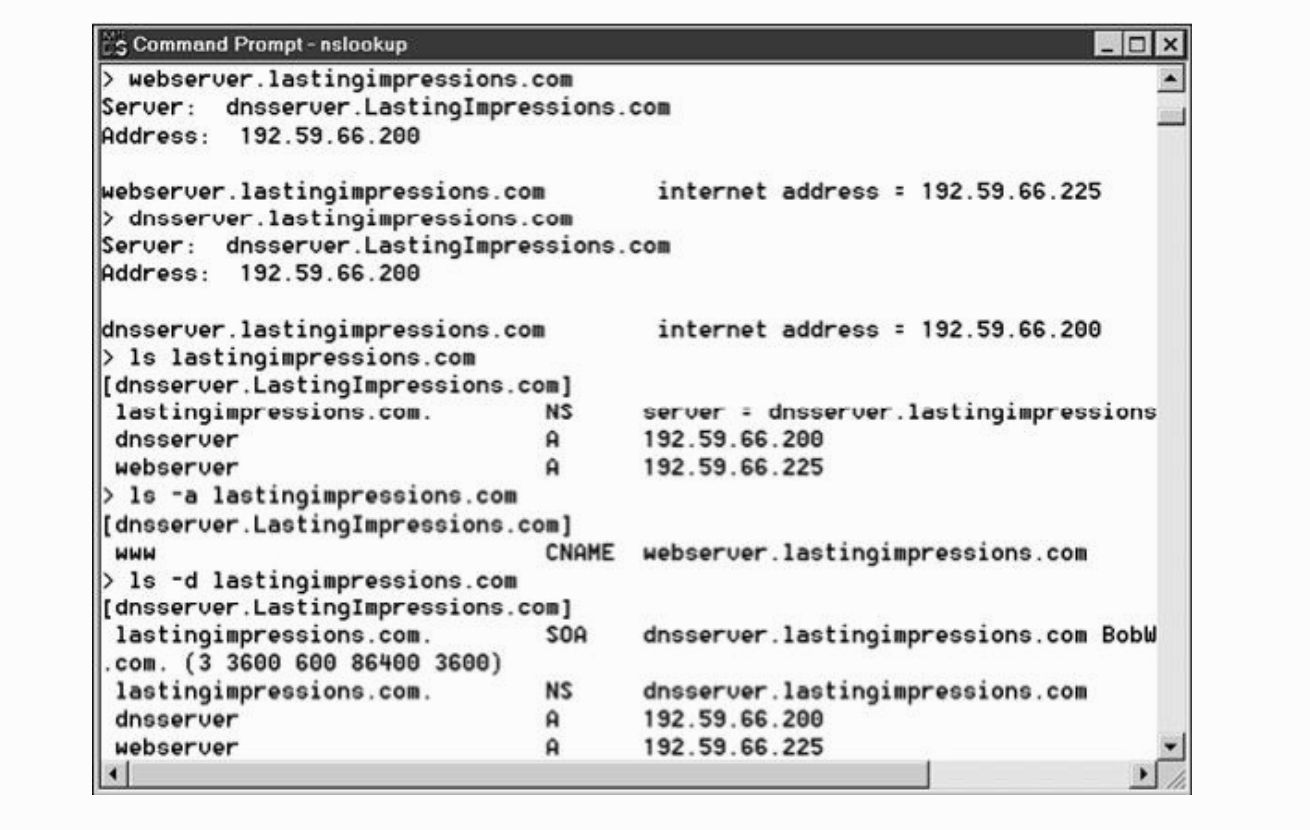 Command Prompt - nslookup
> webserver.lastingimpressions.com
Server:  dnsserver.LastingImpressions.com
Address:  192.59.66.200
webserver.lastingimpressions.com       internet address = 192.59.66.225
> dnsserver.lastingimpressions.com
Server:  dnsserver.LastingImpressions.com
Address:  192.59.66.200
dnsserver.lastingimpressions.com       internet address = 192.59.66.200
> ls lastingimpressions.com
[dnsserver.LastingImpressions.com]
 lastingimpressions.com.        NS     server = dnsserver.lastingimpressions
 dnsserver                      A      192.59.66.200
 webserver                      A      192.59.66.225
> ls -a lastingimpressions.com
[dnsserver.LastingImpressions.com]
 www                            CNAME  webserver.lastingimpressions.com
> ls -d lastingimpressions.com
[dnsserver.LastingImpressions.com]
 lastingimpressions.com.        SOA    dnsserver.lastingimpressions.com BobW
.com. (3 3600 600 86400 3600)
 lastingimpressions.com.        NS     dnsserver.lastingimpressions.com
 dnsserver                      A      192.59.66.200
 webserver                      A      192.59.66.225